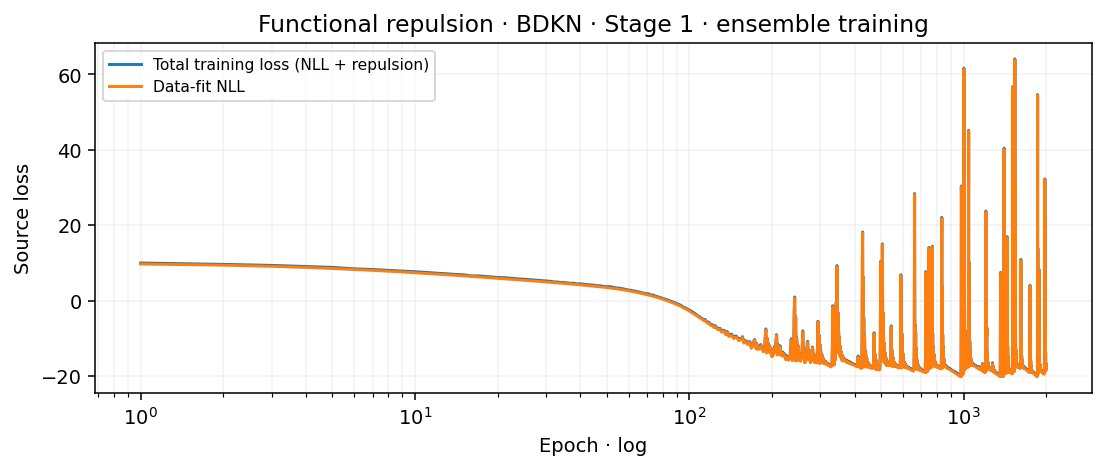 Functional repulsion · BDKN · Stage 1 · ensemble training
Total training loss (NLL + repulsion)
Data-fit NLL
Source loss
60
40
20
0
−20
10⁰
10¹
10²
10³
Epoch · log